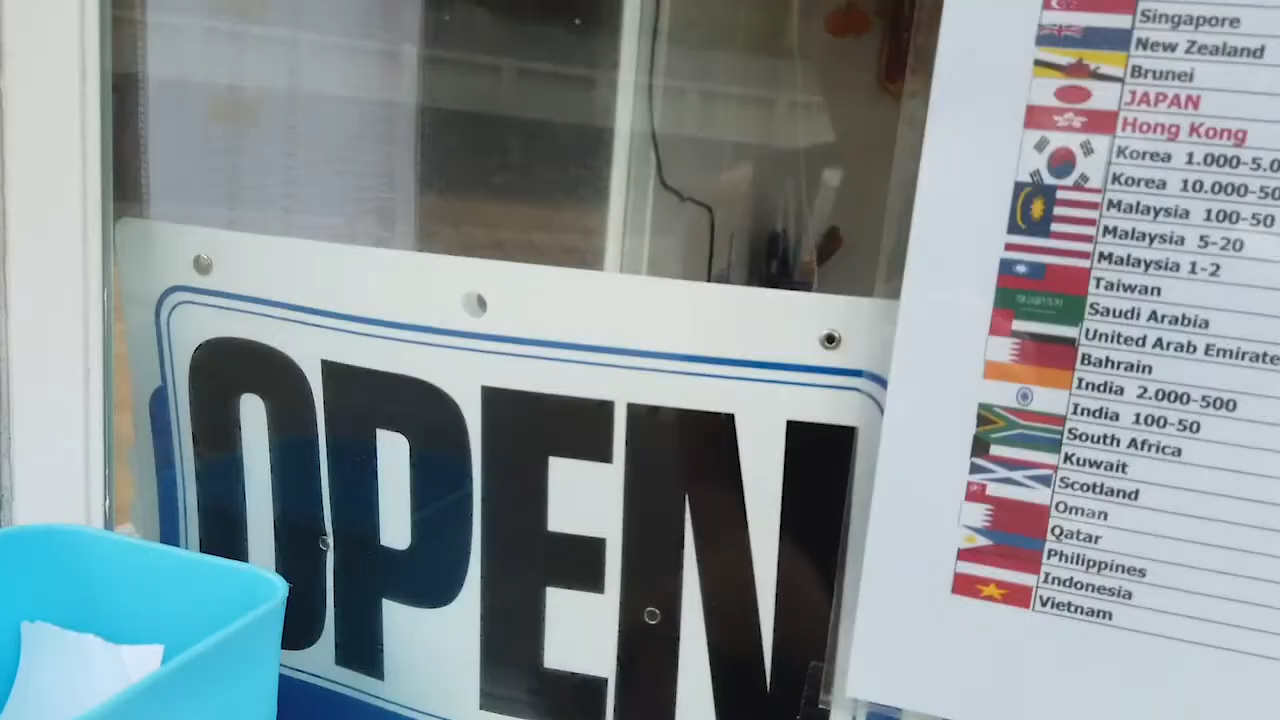 OPEN
Singapore
New Zealand
Brunei
JAPAN
Hong Kong
Korea 1.000-5.0
Korea 10.000-50
Malaysia 100-50
Malaysia 5-20
Malaysia 1-2
Taiwan
Saudi Arabia
United Arab Emirate
Bahrain
India 2.000-500
India 100-50
South Africa
Kuwait
Scotland
Oman
Qatar
Philippines
Indonesia
Vietnam